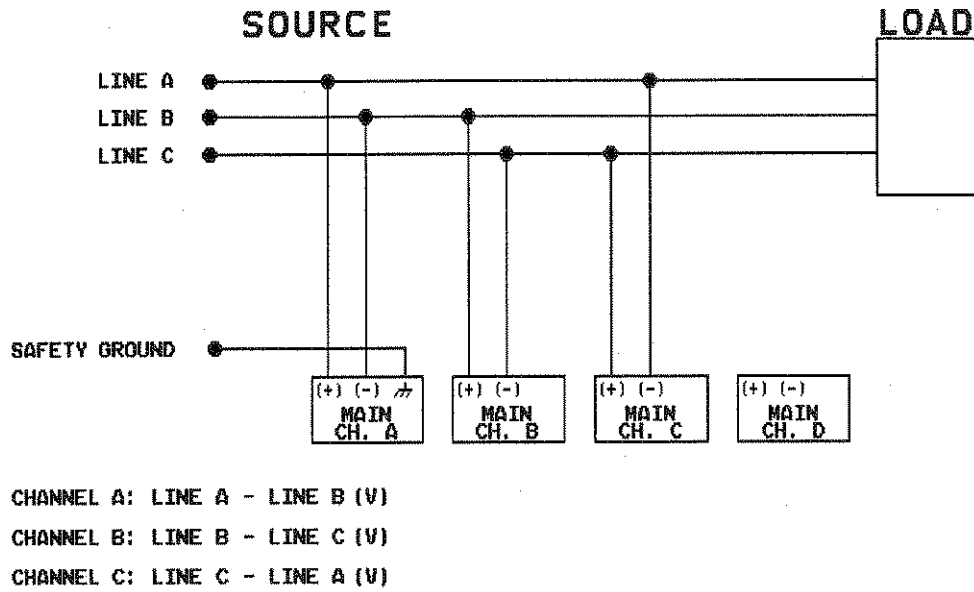 SOURCE
LOAD
LINE A
LINE B
LINE C
SAFETY GROUND
(+) (-)
MAIN
CH. A
(+) (-)
MAIN
CH. B
(+) (-)
MAIN
CH. C
(+) (-)
MAIN
CH. D
CHANNEL A: LINE A - LINE B (V)
CHANNEL B: LINE B - LINE C (V)
CHANNEL C: LINE C - LINE A (V)